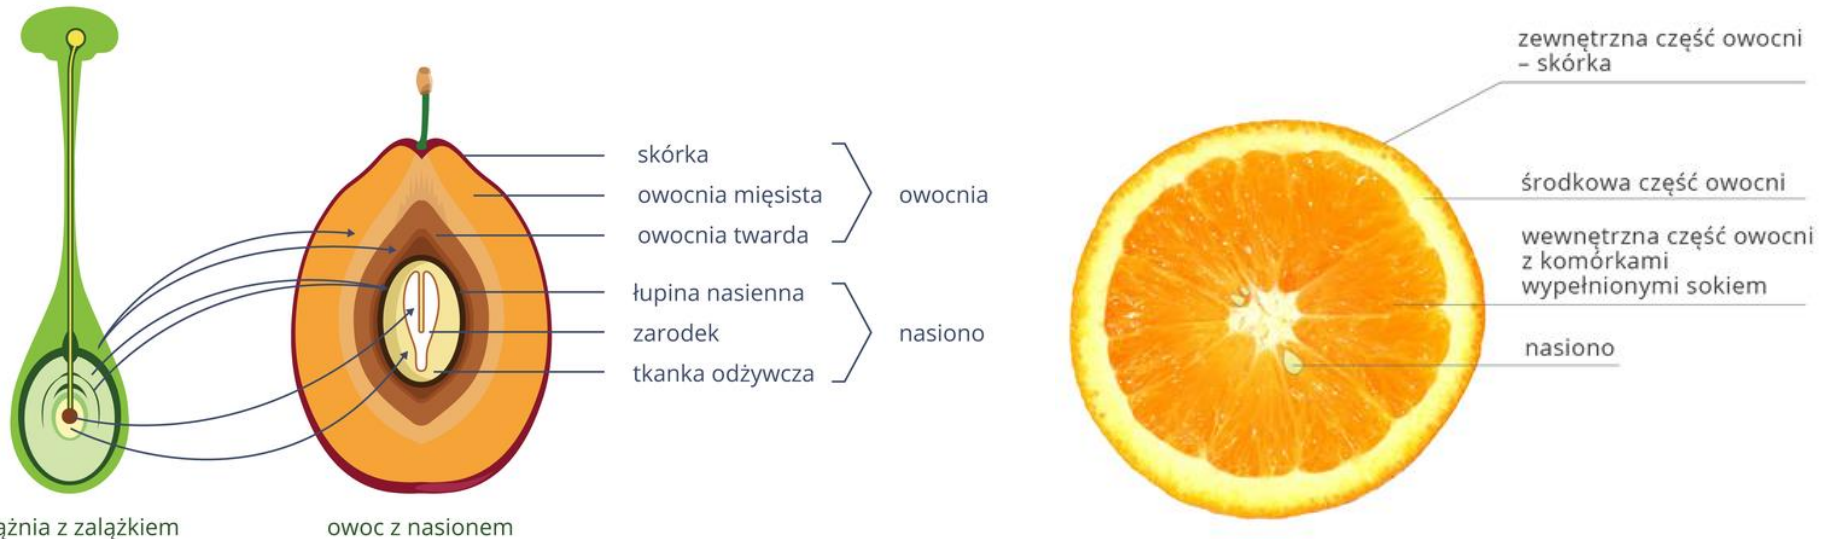 skórka
owocnia mięsista
owocnia twarda
owocnia
łupina nasienna
zarodek
tkanka odżywcza
nasiono
z zalążkiem
owoc z nasionem
zewnętrzna część owocni
– skórka
środkowa część owocni
wewnętrzna część owocni
z komórkami
wypełnionymi sokiem
nasiono